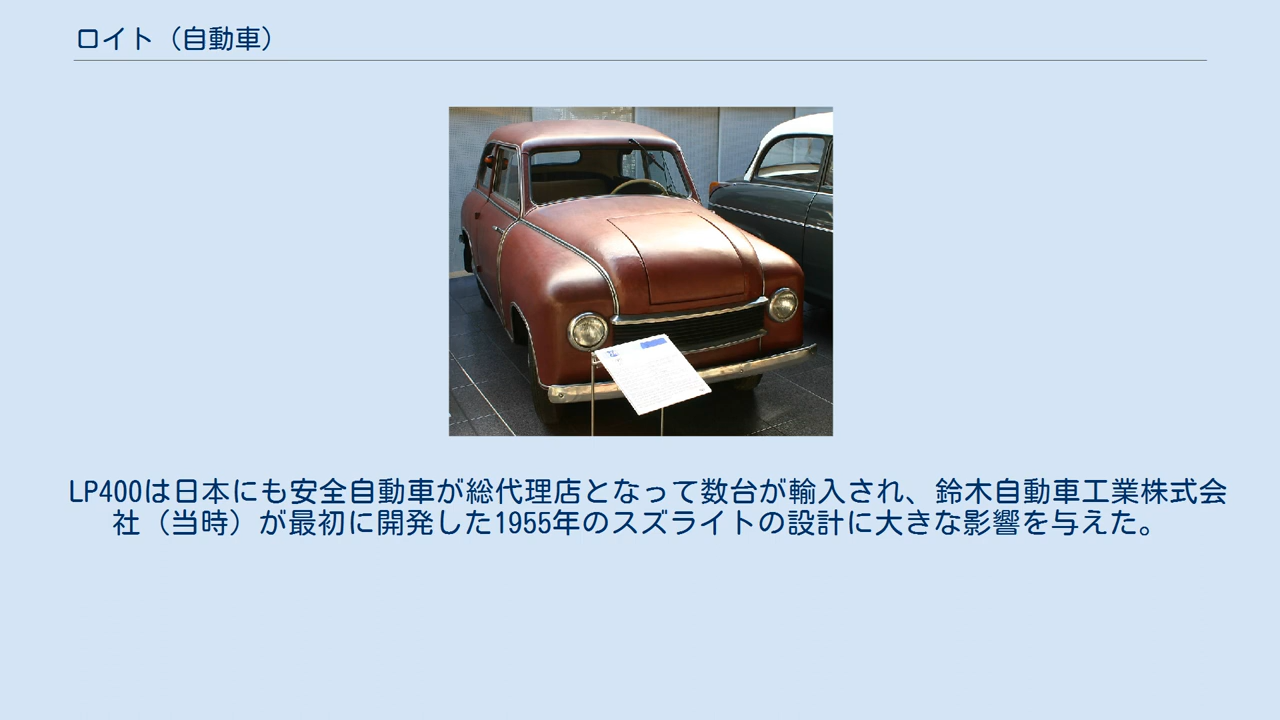 ロイト（自動車）
LP400は日本にも安全自動車が総代理店となって数台が輸入され、鈴木自動車工業株式会
社（当時）が最初に開発した1955年のスズライトの設計に大きな影響を与えた。